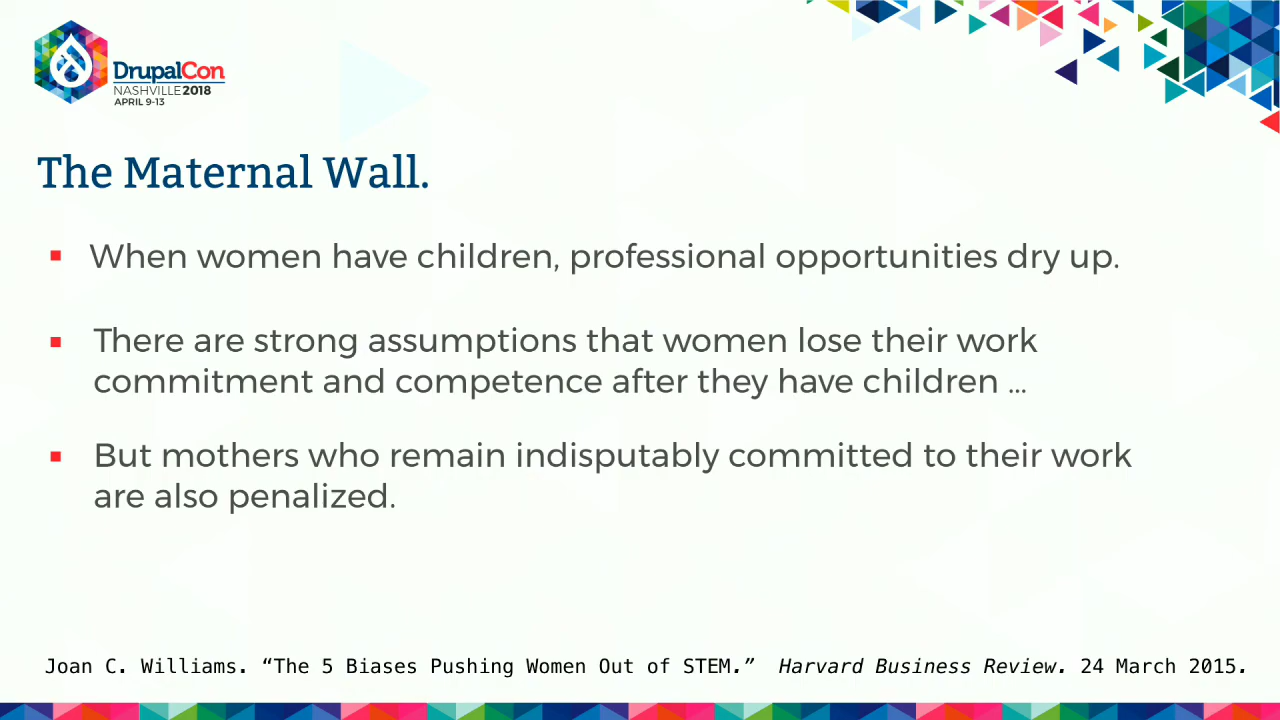 DrupalCon
NASHVILLE 2018
APRIL 9-13
The Maternal Wall.
▪ When women have children, professional opportunities dry up.
▪ There are strong assumptions that women lose their work
commitment and competence after they have children ...
▪ But mothers who remain indisputably committed to their work
are also penalized.
Joan C. Williams. “The 5 Biases Pushing Women Out of STEM.” Harvard Business Review. 24 March 2015.